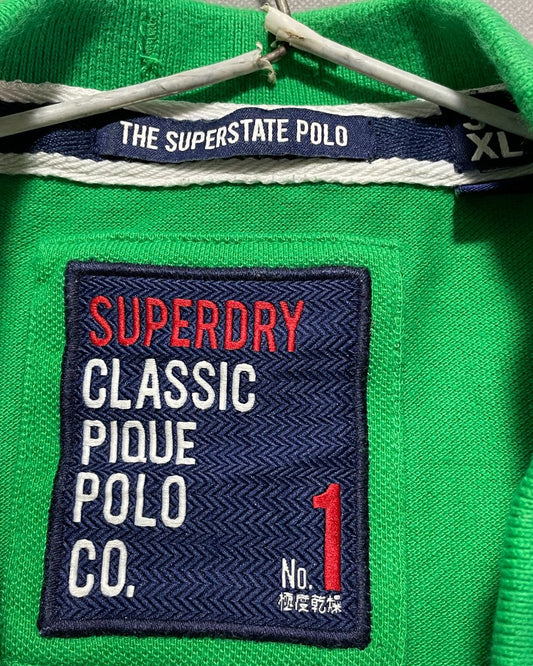 THE SUPERSTATE POLO
XL
SUPERDRY
CLASSIC
PIQUE
POLO
CO.
No.1
極度乾燥